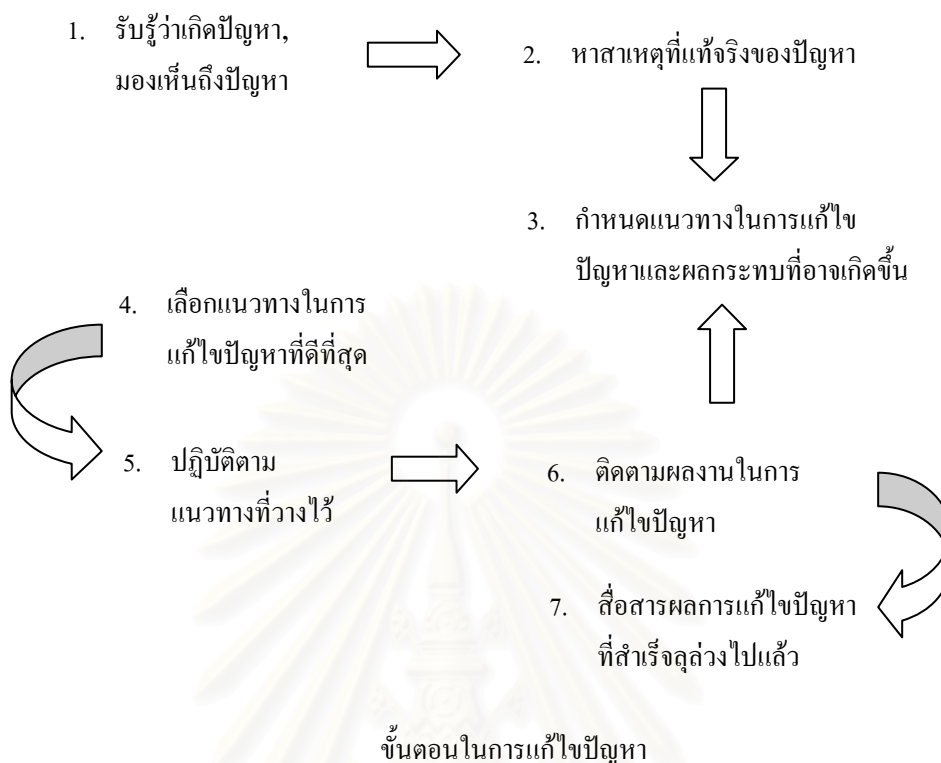 1. รับรู้ว่าเกิดปัญหา,
มองเห็นถึงปัญหา
2. หาสาเหตุที่แท้จริงของปัญหา
3. กำหนดแนวทางในการแก้ไข
ปัญหาและผลกระทบที่อาจเกิดขึ้น
4. เลือกแนวทางในการ
แก้ไขปัญหาที่ดีที่สุด
5. ปฏิบัติตาม
แนวทางที่วางไว้
6. ติดตามผลงานในการ
แก้ไขปัญหา
7. สื่อสารผลการแก้ไขปัญหา
ที่สำเร็จลุล่วงไปแล้ว
ขั้นตอนในการแก้ไขปัญหา